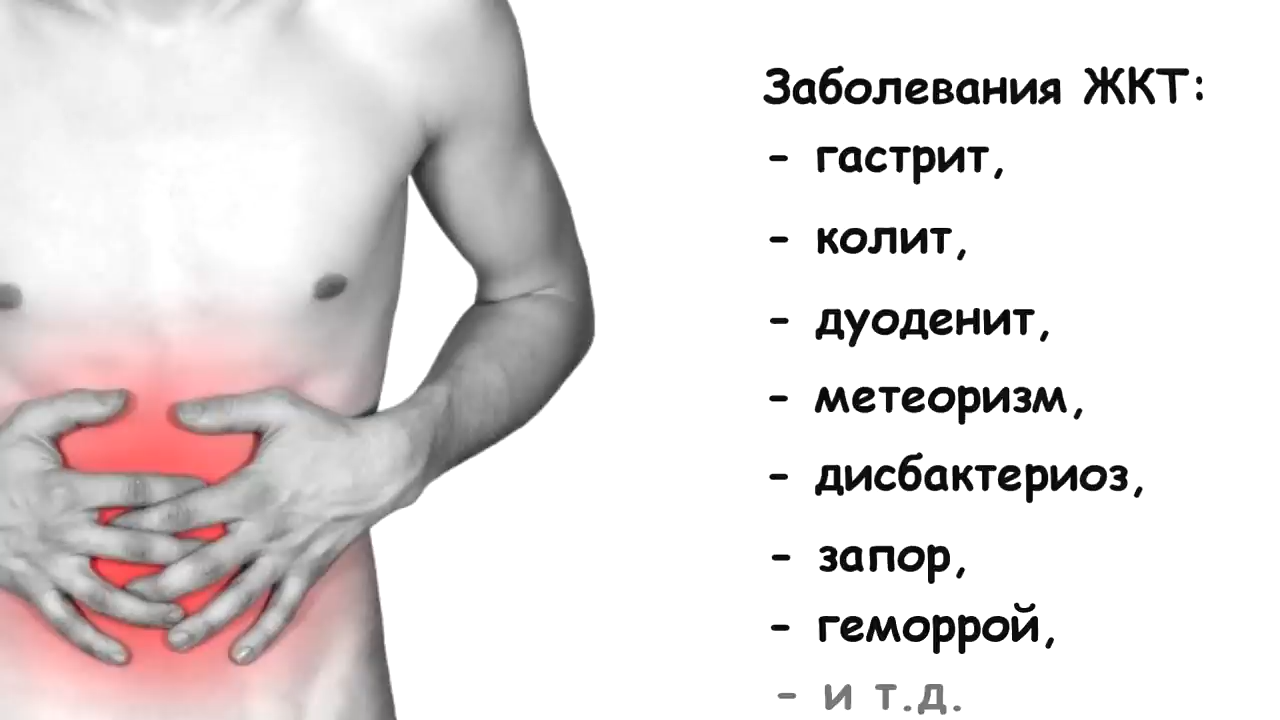 Заболевания ЖКТ:
- гастрит,
- колит,
- дуоденит,
- метеоризм,
- дисбактериоз,
- запор,
- геморрой,
- и т.д.